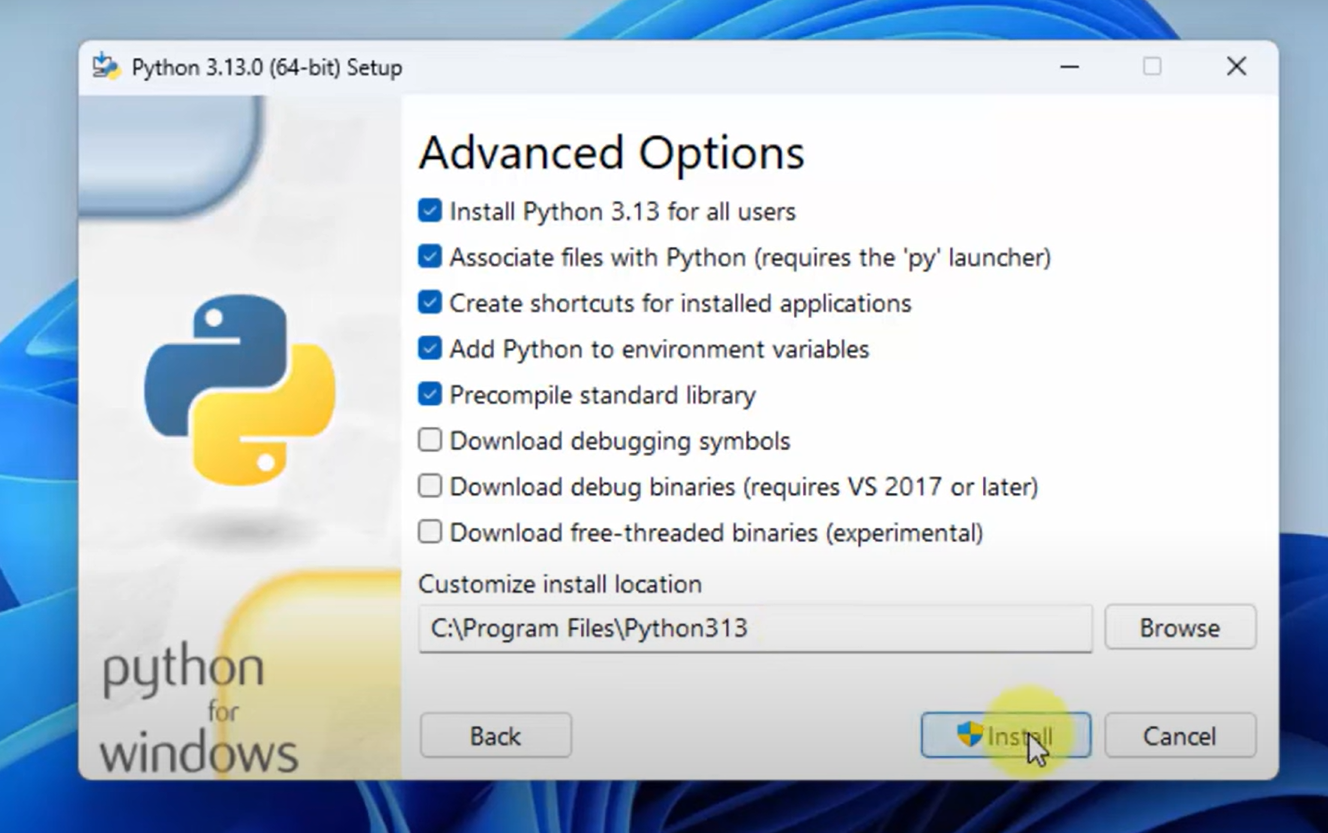 Python 3.13.0 (64-bit) Setup
Advanced Options
Install Python 3.13 for all users
Associate files with Python (requires the 'py' launcher)
Create shortcuts for installed applications
Add Python to environment variables
Precompile standard library
Download debugging symbols
Download debug binaries (requires VS 2017 or later)
Download free-threaded binaries (experimental)
Customize install location
C:\Program Files\Python313
Browse
python
for
windows
Back
Install
Cancel